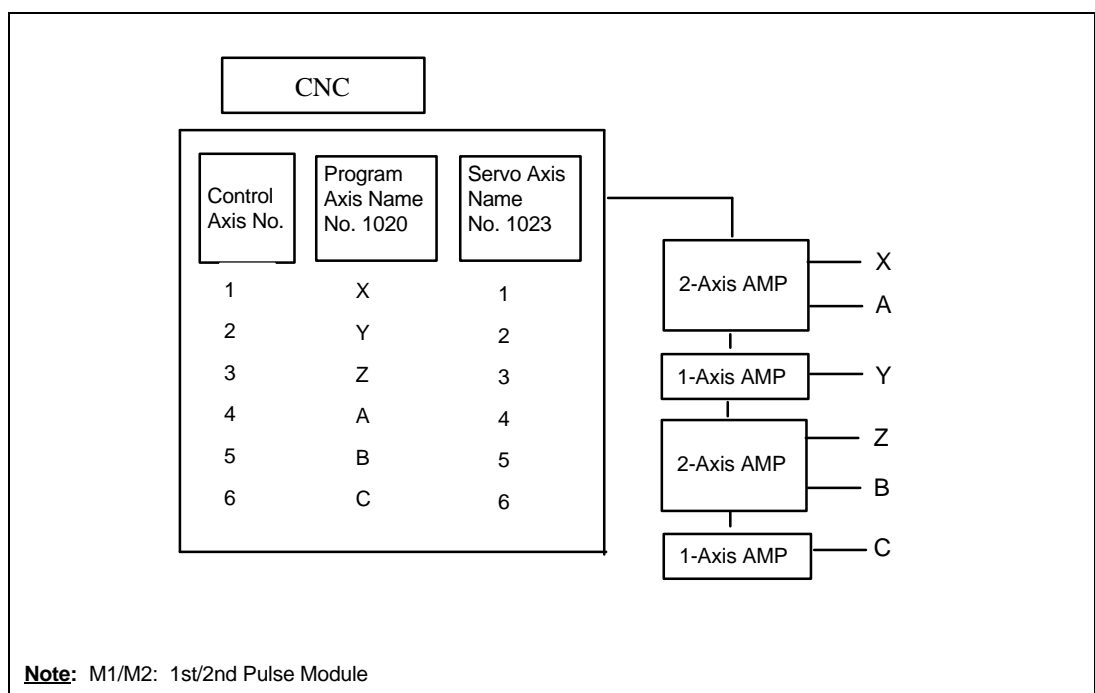 CNC
Control
Axis No.
Program
Axis Name
No. 1020
Servo Axis
Name
No. 1023
1 X 1
2 Y 2
3 Z 3
4 A 4
5 B 5
6 C 6
2-Axis AMP
X
A
1-Axis AMP
Y
2-Axis AMP
Z
B
1-Axis AMP
C
Note: M1/M2: 1st/2nd Pulse Module